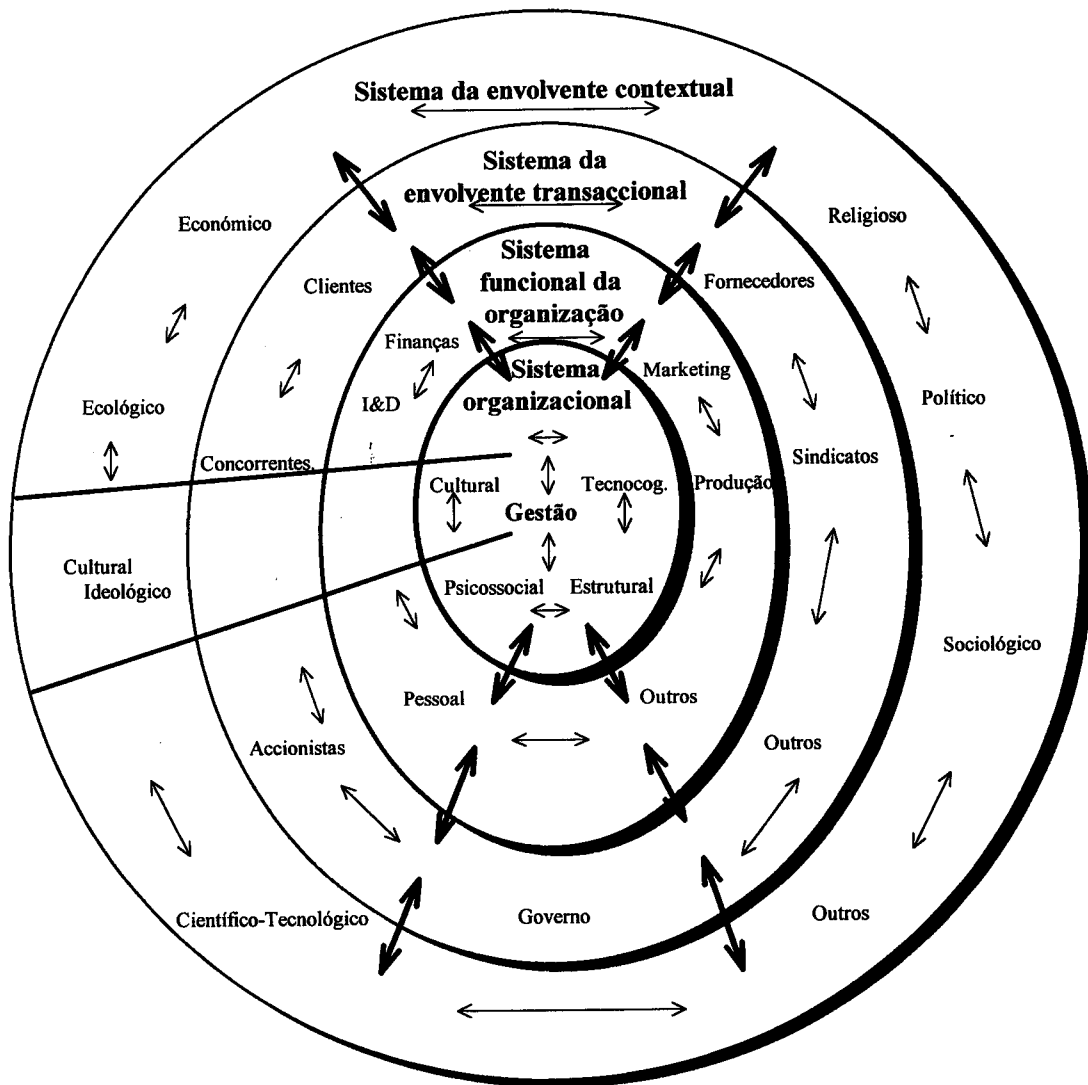 Sistema da envolvente contextual
Sistema da
envolvente transaccional
Económico
Religioso
Sistema
funcional da
organização
Clientes
Fornecedores
Finanças
Marketing
Sistema
organizacional
I&D
Ecológico
Político
Concorrentes.
Sindicatos
Cultural
Tecnocog.
Produção
Gestão
Cultural
Ideológico
Psicossocial
Estrutural
Sociológico
Pessoal
Outros
Accionistas
Outros
Científico-Tecnológico
Governo
Outros